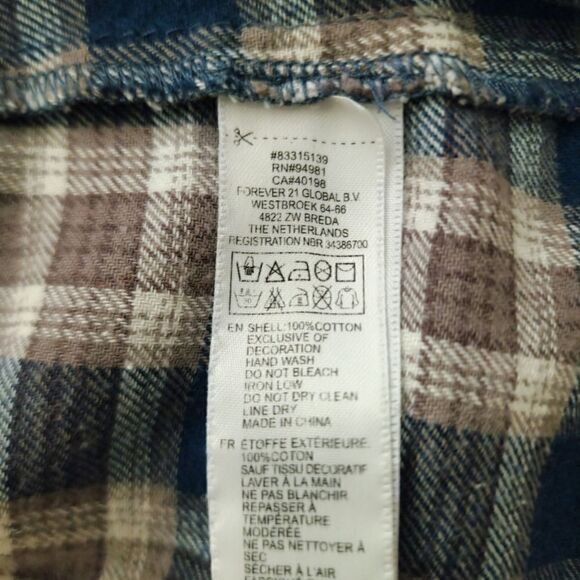 #83315139
RN#94981
CA#40198
FOREVER 21 GLOBAL B.V.
WESTBROEK 64-66
4822 ZW BREDA
THE NETHERLANDS
REGISTRATION NBR 34386700
EN SHELL:100%COTTON
EXCLUSIVE OF
DECORATION
HAND WASH
DO NOT BLEACH
IRON LOW
DO NOT DRY CLEAN
LINE DRY
MADE IN CHINA
FR ÉTOFFE EXTÉRIEURE:
100%COTON
SAUF TISSU DECORATIF
LAVER À LA MAIN
NE PAS BLANCHIR
REPASSER À
TEMPÉRATURE
MODÉRÉE
NE PAS NETTOYER À
SEC
SÉCHER À L'AIR